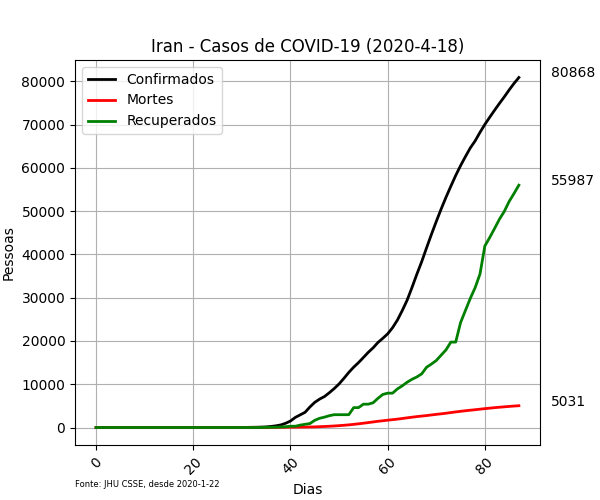 Iran - Casos de COVID-19 (2020-4-18)
Confirmados
Mortes
Recuperados
80868
55987
5031
80000
70000
60000
50000
40000
30000
20000
10000
0
Pessoas
0
20
40
60
80
Dias
Fonte: JHU CSSE, desde 2020-1-22